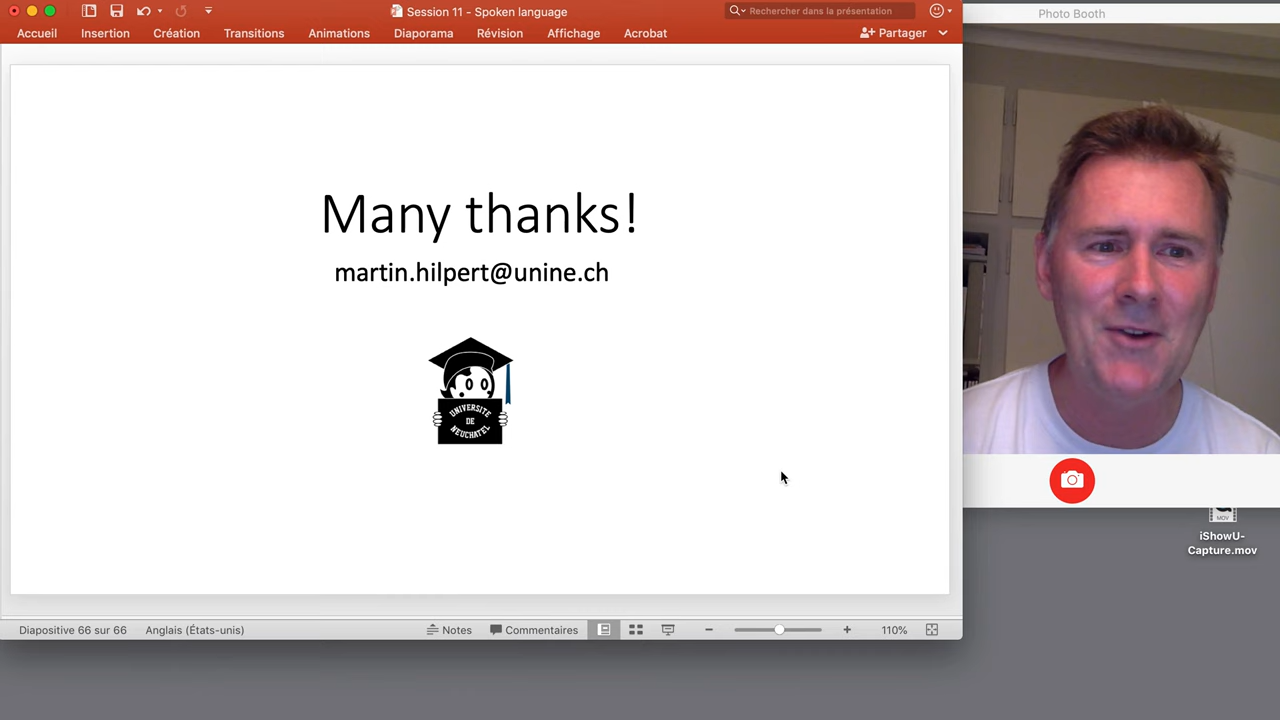 Session 11 - Spoken language
Rechercher dans la présentation
Accueil
Insertion
Création
Transitions
Animations
Diaporama
Révision
Affichage
Acrobat
Partager
Many thanks!
martin.hilpert@unine.ch
UNIVERSITE
DE
NEUCHATEL
Diapositive 66 sur 66
Anglais (États-unis)
Notes
Commentaires
110%
Photo Booth
MOV
iShowU-
Capture.mov